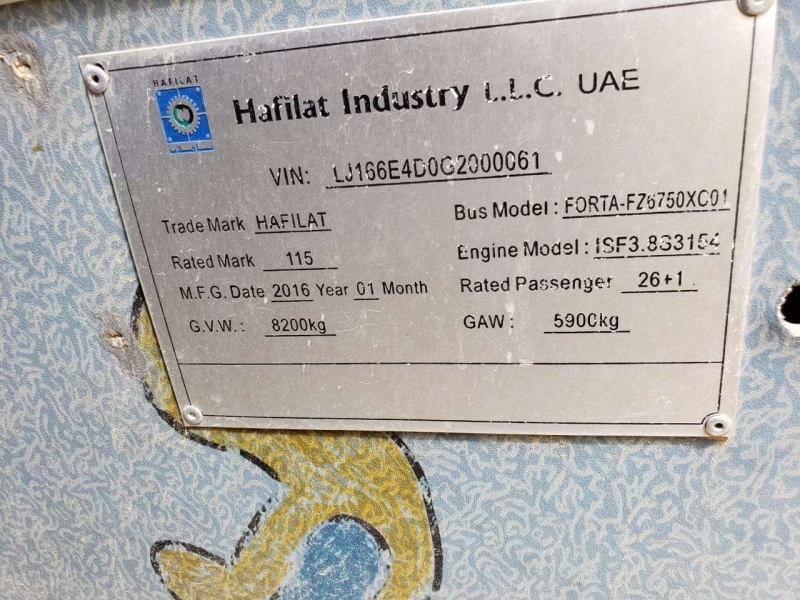 HAFILAT
Hafilat Industry L.L.C. UAE
حافلات
VIN: LJ166E4D0G2000061
Trade Mark HAFILAT
Bus Model : FORTA-FZ6750XC01
Rated Mark 115
Engine Model : ISF3.8S3154
M.F.G. Date 2016 Year 01 Month
Rated Passenger 26+1
G.V.W. : 8200kg
GAW : 5900kg